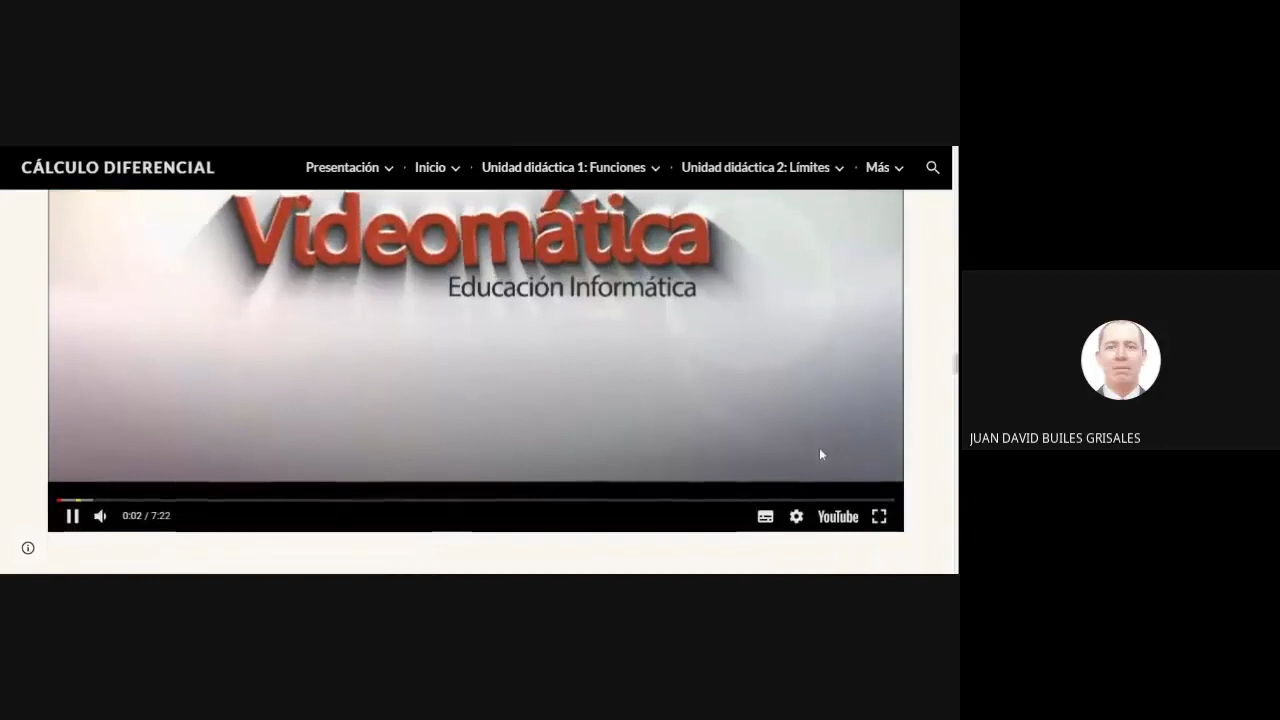 CÁLCULO DIFERENCIAL
Presentación · Inicio · Unidad didáctica 1: Funciones · Unidad didáctica 2: Límites · Más
Videomática
Educación Informática
0:02 / 7:22
YouTube
JUAN DAVID BUILES GRISALES